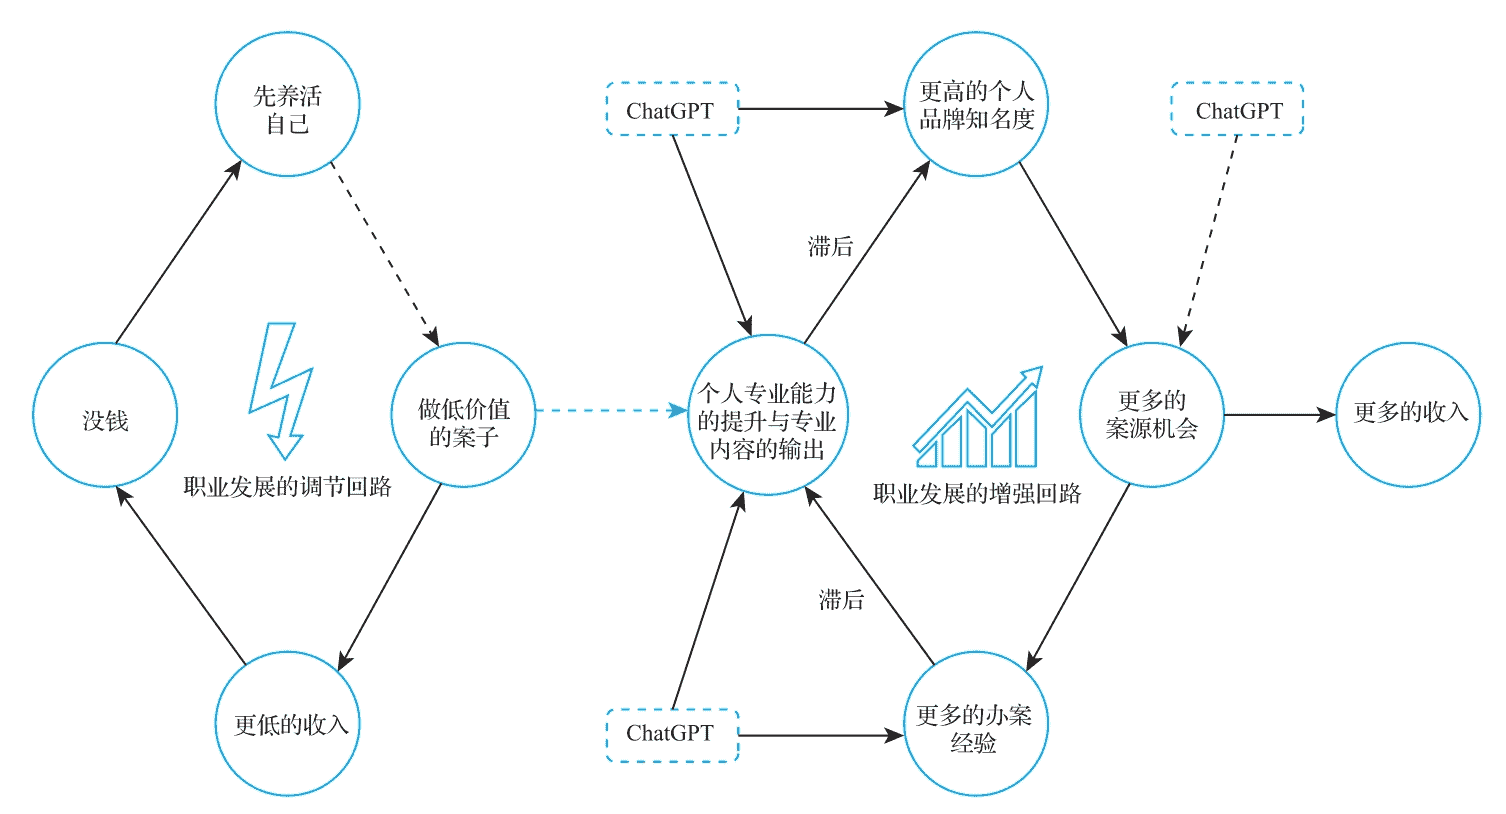 先养活
自己
没钱
做低价值
的案子
职业发展的调节回路
更低的收入
ChatGPT
更高的个人
品牌知名度
ChatGPT
滞后
个人专业能力
的提升与专业
内容的输出
更多的
案源机会
更多的收入
职业发展的增强回路
滞后
ChatGPT
更多的办案
经验